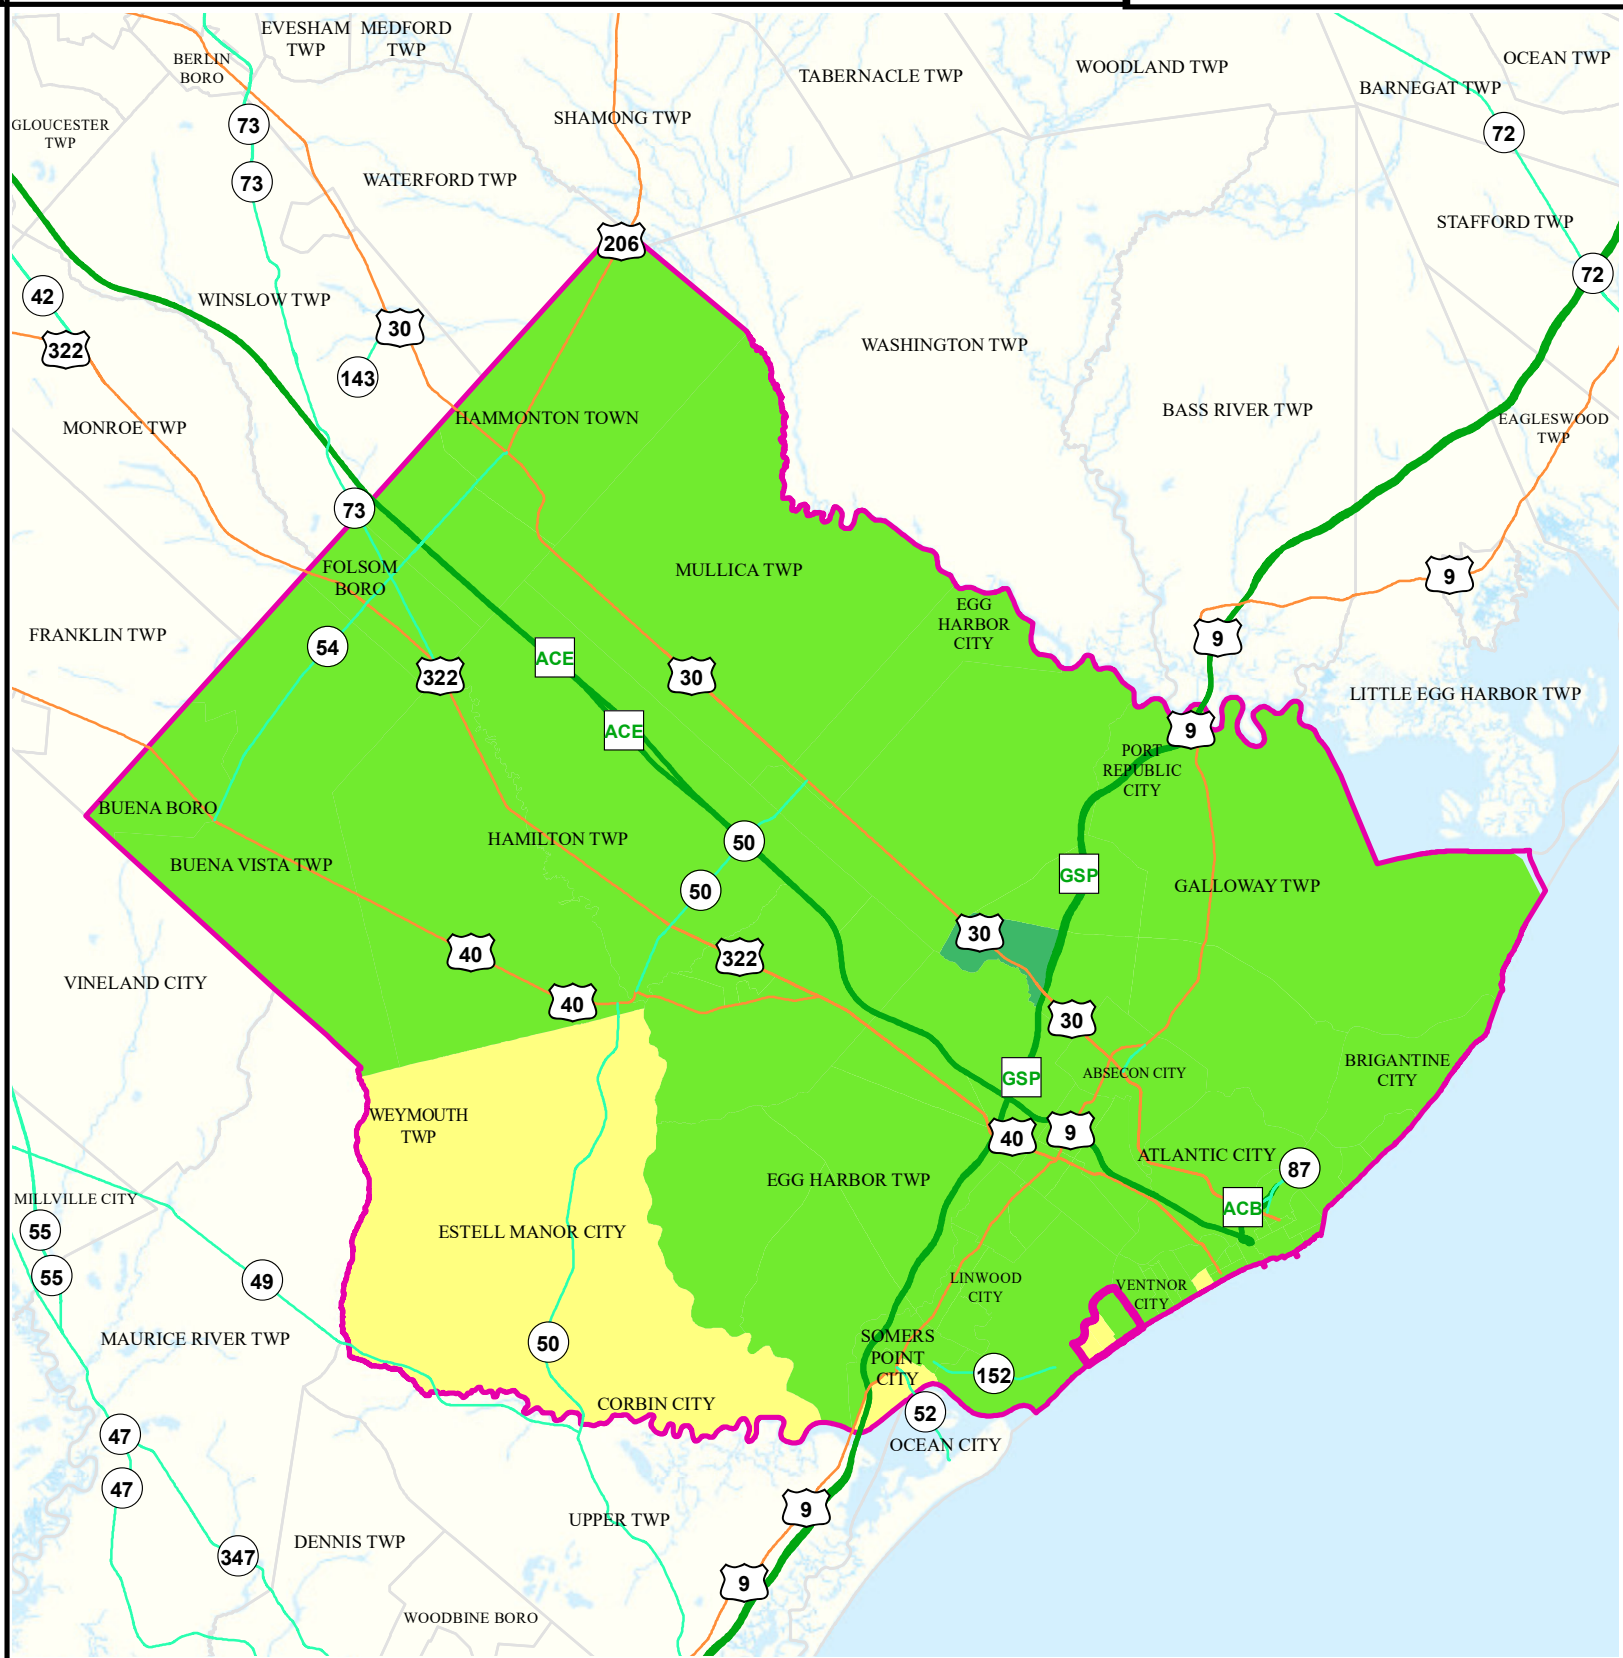 EVESHAM
TWP
MEDFORD
TWP
BERLIN
BORO
TABERNACLE TWP
WOODLAND TWP
OCEAN TWP
BARNEGAT TWP
GLOUCESTER
TWP
73
SHAMONG TWP
72
73
WATERFORD TWP
STAFFORD TWP
206
72
42
WINSLOW TWP
30
322
143
WASHINGTON TWP
MONROE TWP
HAMMONTON TOWN
BASS RIVER TWP
EAGLESWOOD
TWP
73
FOLSOM
BORO
MULLICA TWP
9
EGG
HARBOR
CITY
FRANKLIN TWP
54
9
322
ACE
30
LITTLE EGG HARBOR TWP
ACE
9
PORT
REPUBLIC
CITY
BUENA BORO
HAMILTON TWP
50
BUENA VISTA TWP
50
GSP
GALLOWAY TWP
40
322
30
VINELAND CITY
40
30
GSP
ABSECON CITY
BRIGANTINE
CITY
WEYMOUTH
TWP
40
9
ATLANTIC CITY
87
EGG HARBOR TWP
MILLVILLE CITY
ACB
55
ESTELL MANOR CITY
55
49
LINWOOD
CITY
VENTNOR
CITY
MAURICE RIVER TWP
50
SOMERS
POINT
CITY
152
CORBIN CITY
52
47
OCEAN CITY
47
9
UPPER TWP
DENNIS TWP
347
9
WOODBINE BORO